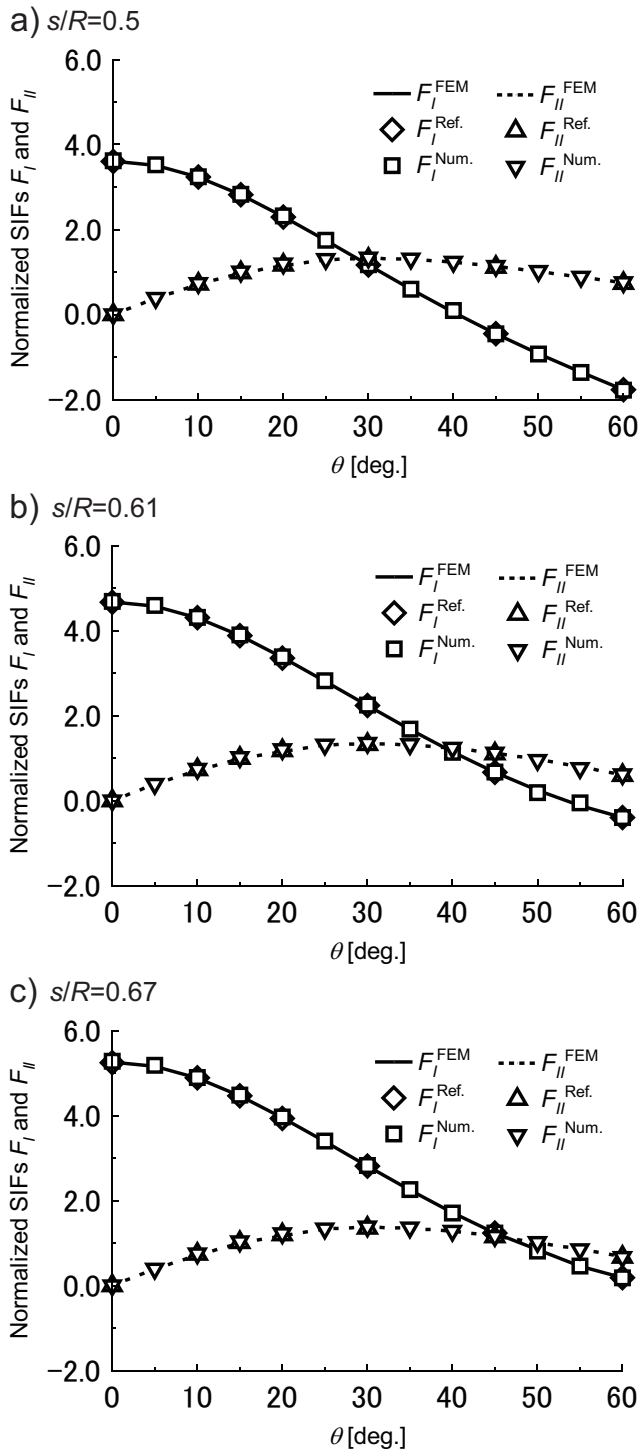 a) s/R=0.5
Normalized SIFs F_I and F_II
6.0
4.0
2.0
0.0
−2.0
F_I^FEM F_II^FEM
F_I^Ref. F_II^Ref.
F_I^Num. F_II^Num.
0 10 20 30 40 50 60
θ [deg.]
b) s/R=0.61
Normalized SIFs F_I and F_II
6.0
4.0
2.0
0.0
−2.0
F_I^FEM F_II^FEM
F_I^Ref. F_II^Ref.
F_I^Num. F_II^Num.
0 10 20 30 40 50 60
θ [deg.]
c) s/R=0.67
Normalized SIFs F_I and F_II
6.0
4.0
2.0
0.0
−2.0
F_I^FEM F_II^FEM
F_I^Ref. F_II^Ref.
F_I^Num. F_II^Num.
0 10 20 30 40 50 60
θ [deg.]